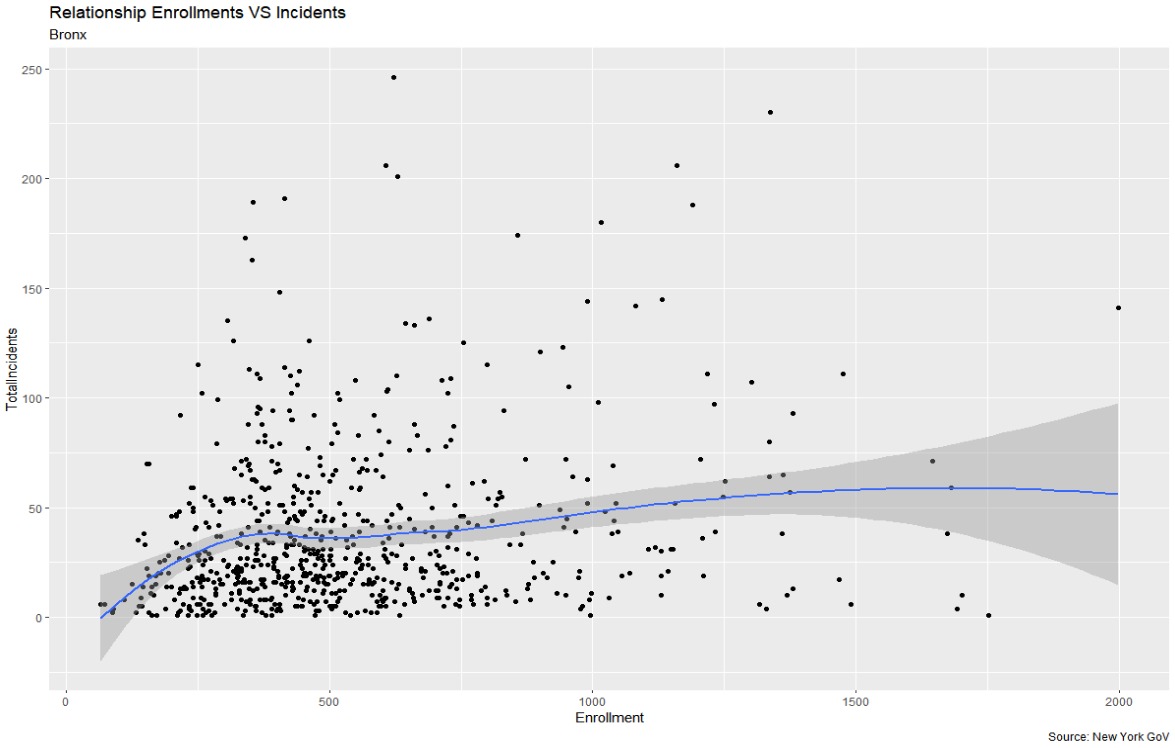 Relationship Enrollments VS Incidents
Bronx
250
200
150
100
50
0
TotalIncidents
0 500 1000 1500 2000
Enrollment
Source: New York GoV